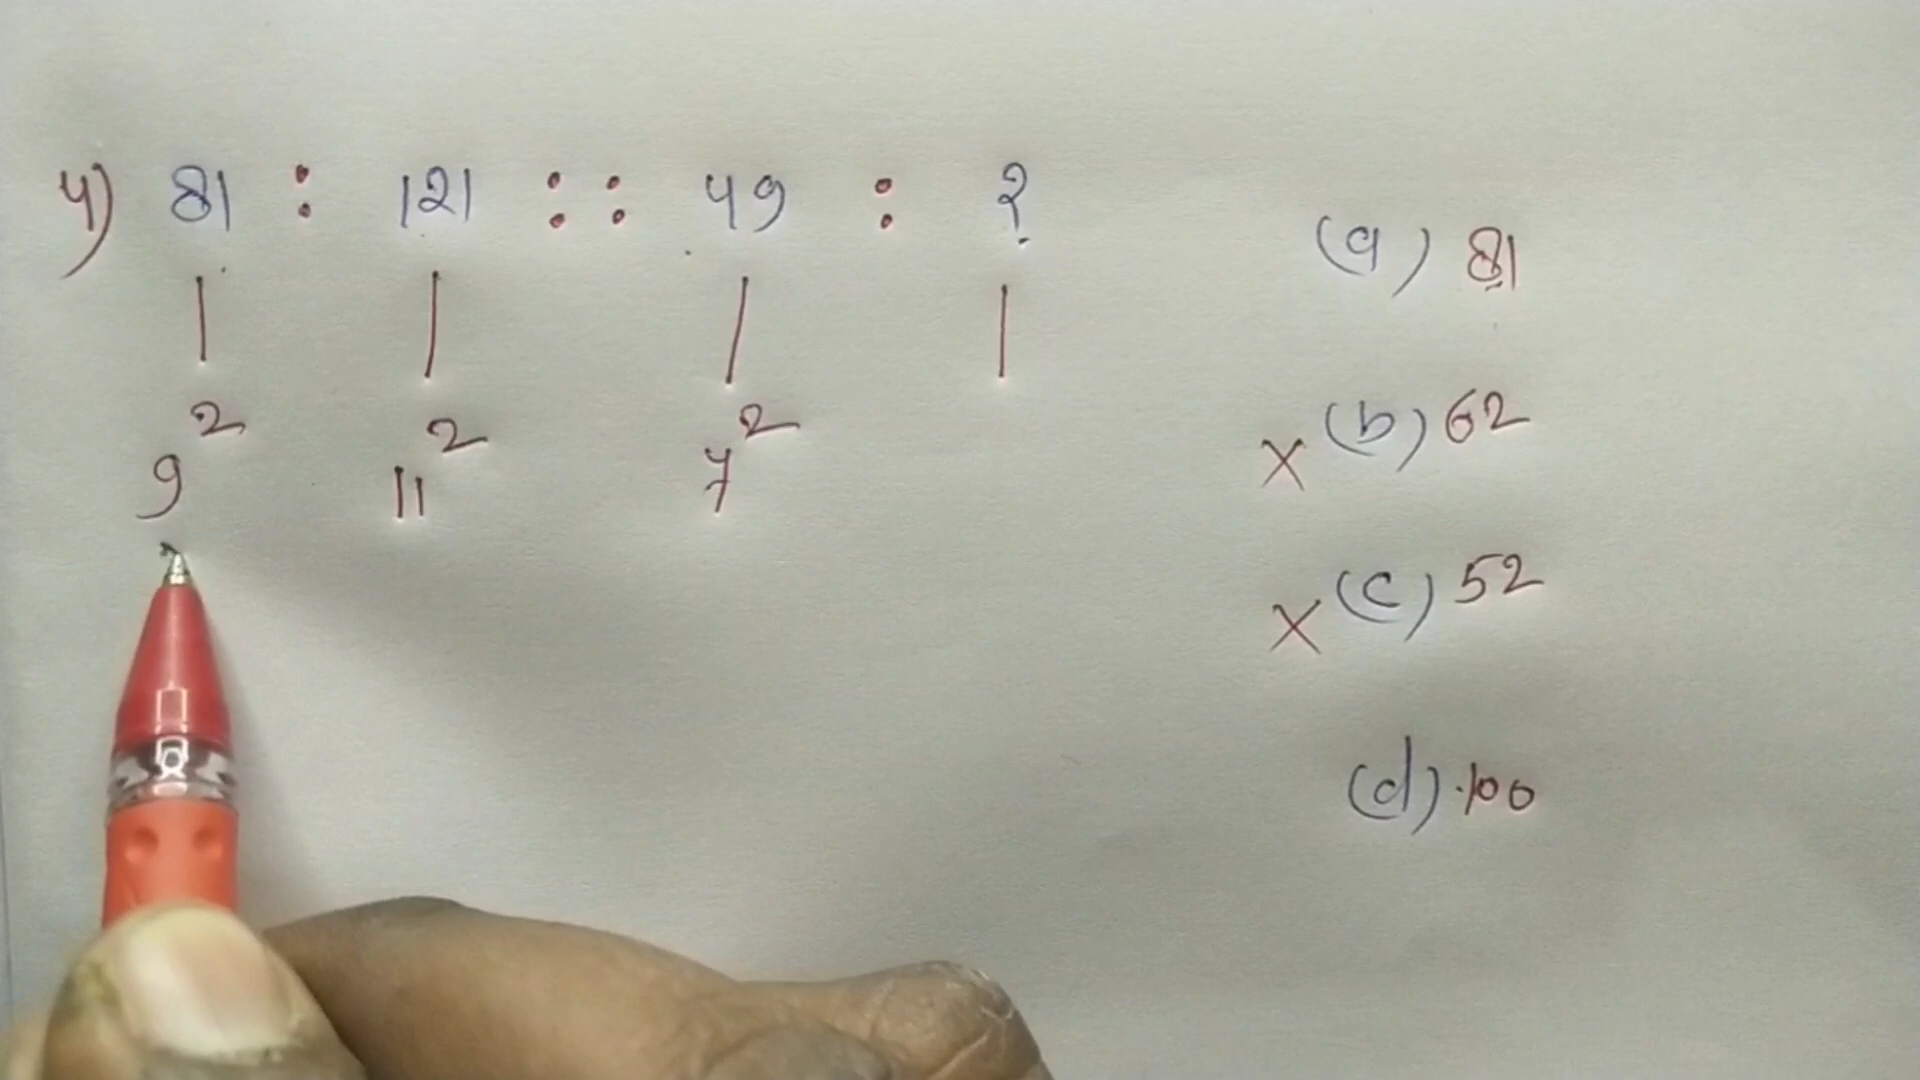 4) 81 : 121 :: 49 : ?
9² 11² 7²
(a) 81
x (b) 62
x (c) 52
(d) 100